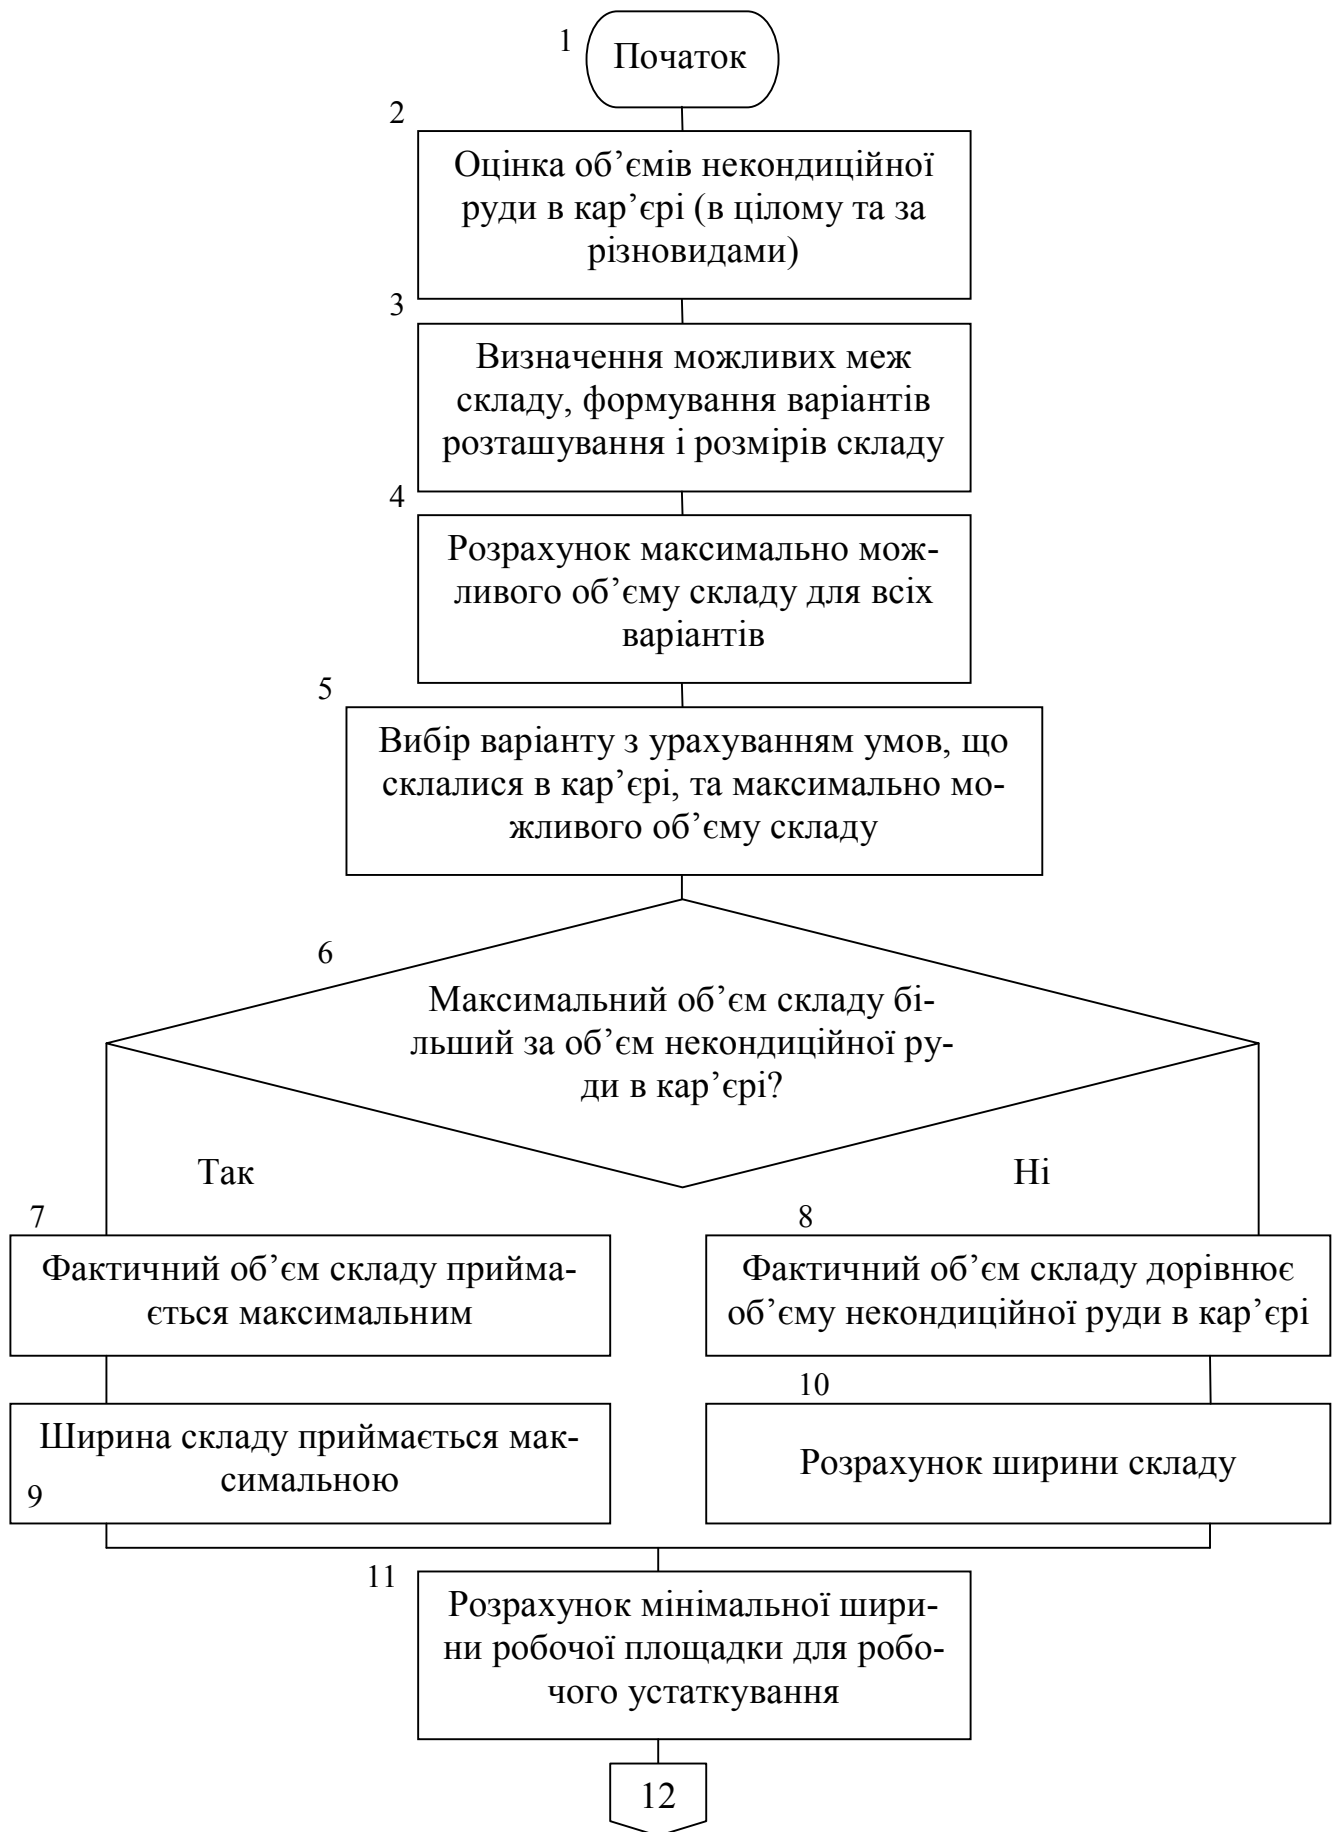 1
Початок
2
Оцінка об’ємів некондиційної
руди в кар’єрі (в цілому та за
різновидами)
3
Визначення можливих меж
складу, формування варіантів
розташування і розмірів складу
4
Розрахунок максимально мож-
ливого об’єму складу для всіх
варіантів
5
Вибір варіанту з урахуванням умов, що
склалися в кар’єрі, та максимально мо-
жливого об’єму складу
6
Максимальний об’єм складу бі-
льший за об’єм некондиційної ру-
ди в кар’єрі?
Так
Ні
7
Фактичний об’єм складу прийма-
ється максимальним
8
Фактичний об’єм складу дорівнює
об’єму некондиційної руди в кар’єрі
Ширина складу приймається мак-
симальною
9
10
Розрахунок ширини складу
11
Розрахунок мінімальної шири-
ни робочої площадки для робо-
чого устаткування
12